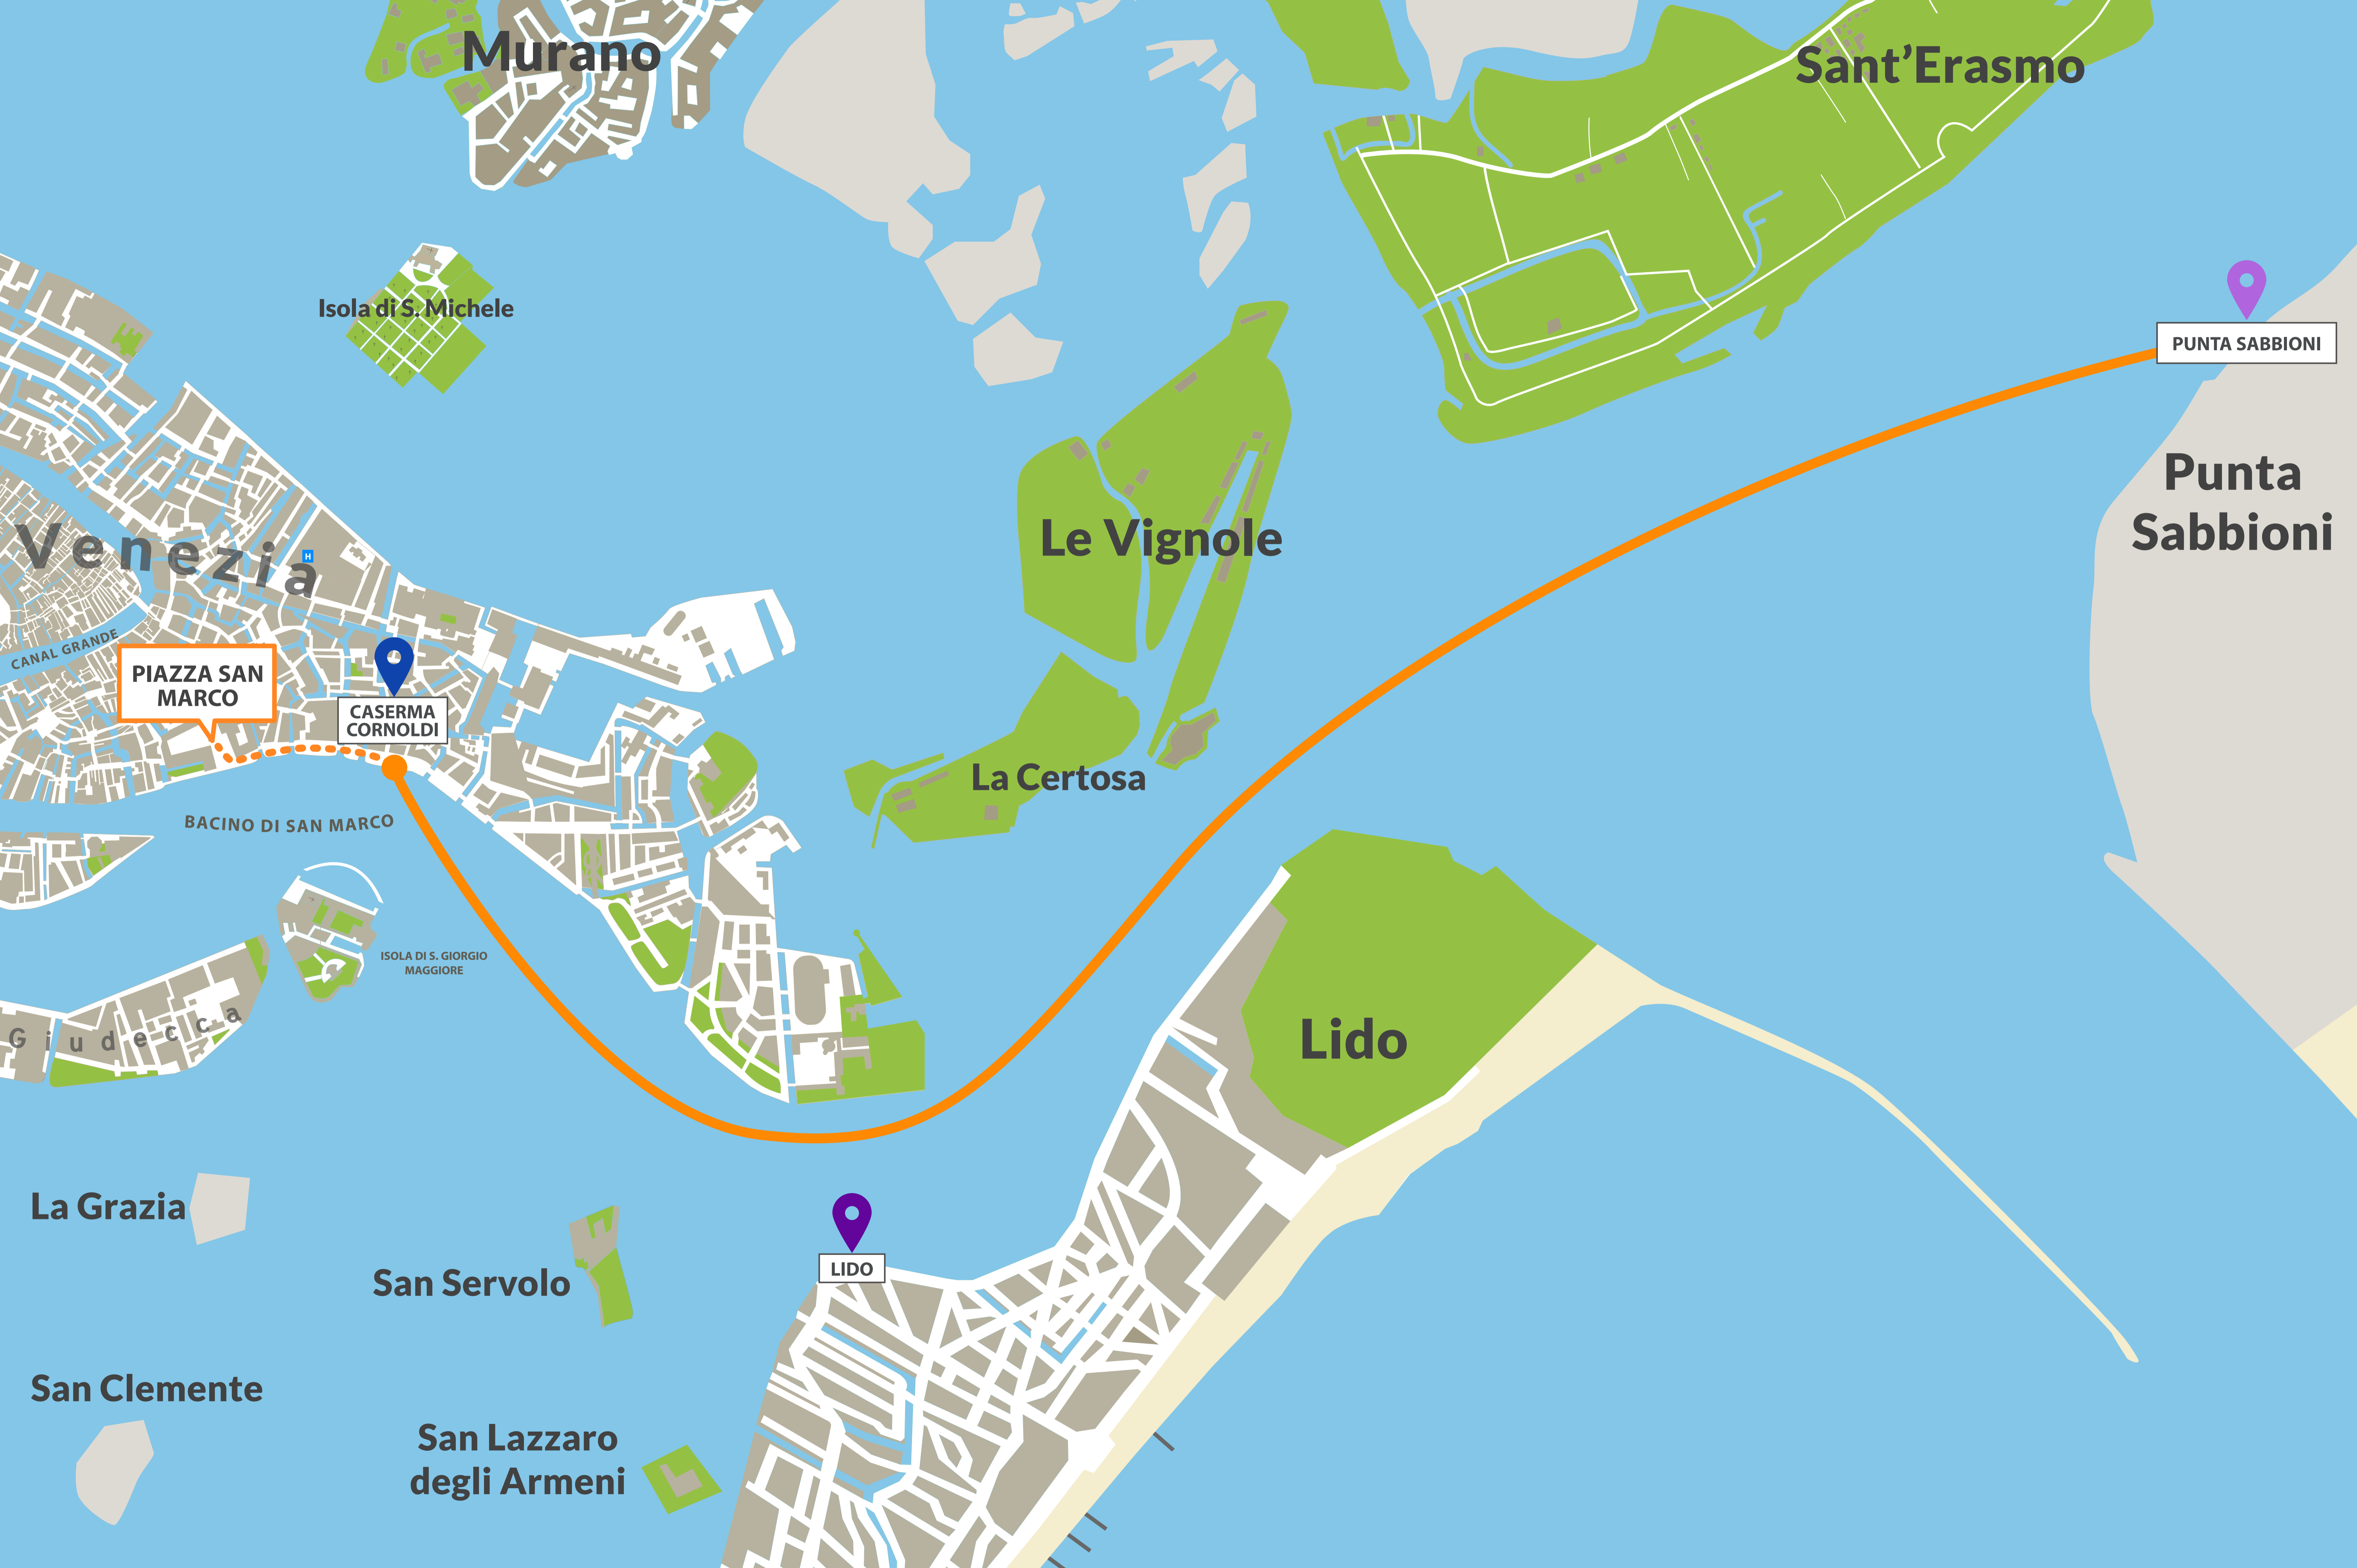 Murano
Sant'Erasmo
Isola di S. Michele
PUNTA SABBIONI
Punta
Sabbioni
Le Vignole
Venezia
H
CANAL GRANDE
PIAZZA SAN
MARCO
CASERMA
CORNOLDI
La Certosa
BACINO DI SAN MARCO
ISOLA DI S. GIORGIO
MAGGIORE
Giudecca
Lido
La Grazia
San Servolo
LIDO
San Clemente
San Lazzaro
degli Armeni